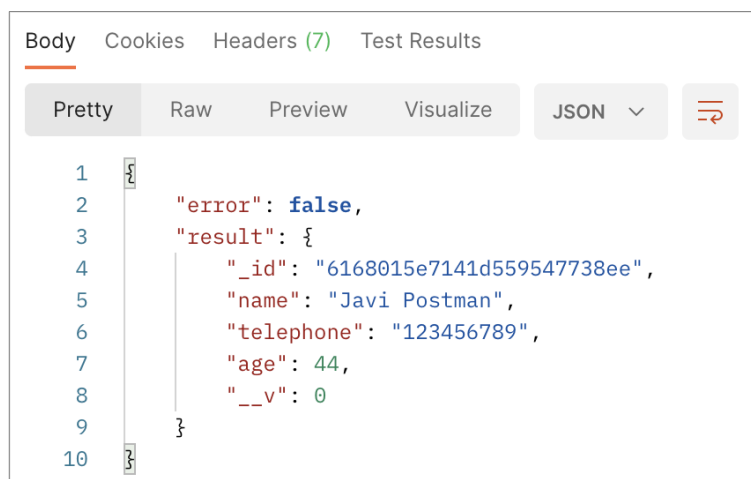 Body Cookies Headers (7) Test Results
Pretty Raw Preview Visualize JSON
1 {
2 "error": false,
3 "result": {
4 "_id": "6168015e7141d559547738ee",
5 "name": "Javi Postman",
6 "telephone": "123456789",
7 "age": 44,
8 "__v": 0
9 }
10 }